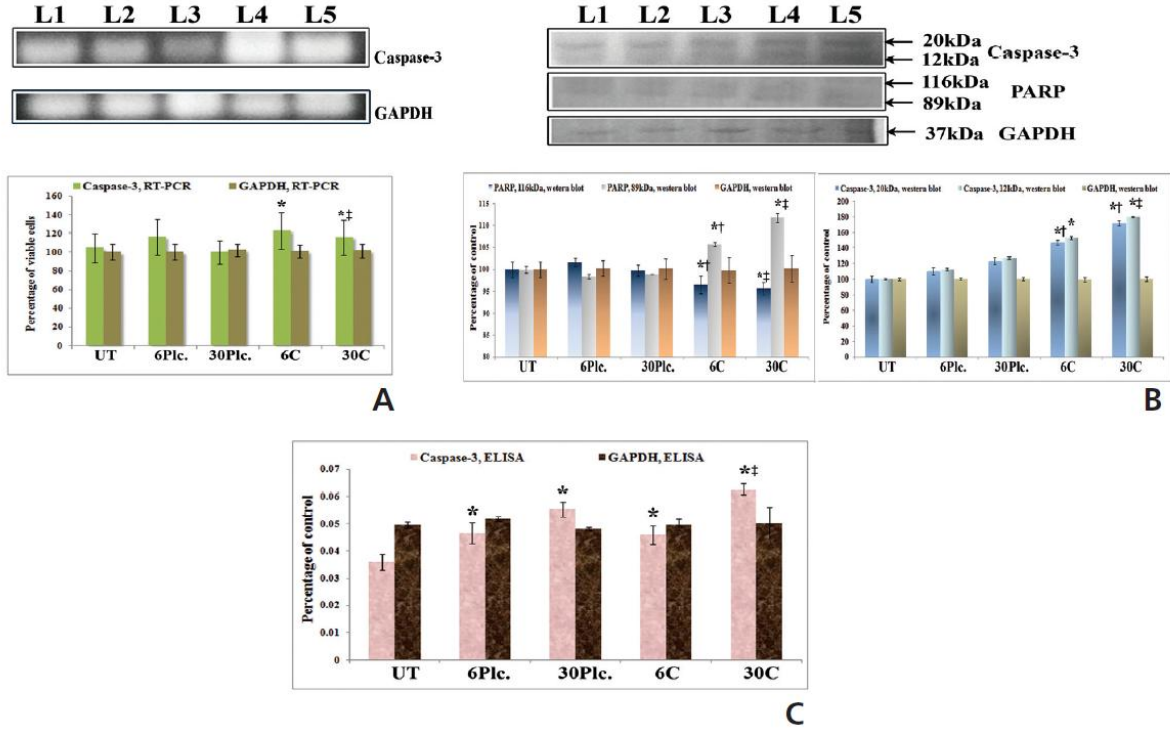 L1 L2 L3 L4 L5
Caspase-3
GAPDH
L1 L2 L3 L4 L5
20kDa
12kDa
Caspase-3
116kDa
89kDa
PARP
37kDa GAPDH
Caspase-3, RT-PCR GAPDH, RT-PCR
Percentage of viable cells
160
140
120
100
80
60
40
20
0
* *‡
UT 6Plc. 30Plc. 6C 30C
A
PARP, 116kDa, wetern blot PARP, 89kDa, western blot GAPDH, western blot
Percentage of control
115
110
105
100
95
90
85
80
*† *‡
*† *‡
UT 6Plc. 30Plc. 6C 30C
Caspase-3, 20kDa, western blot Caspase-3, 12kDa, western blot GAPDH, western blot
Percentage of control
200
180
160
140
120
100
80
60
40
20
0
*† * *† *‡
UT 6Plc. 30Plc. 6C 30C
B
Caspase-3, ELISA GAPDH, ELISA
Percentage of control
0.07
0.06
0.05
0.04
0.03
0.02
0.01
0
* * * *‡
UT 6Plc. 30Plc. 6C 30C
C